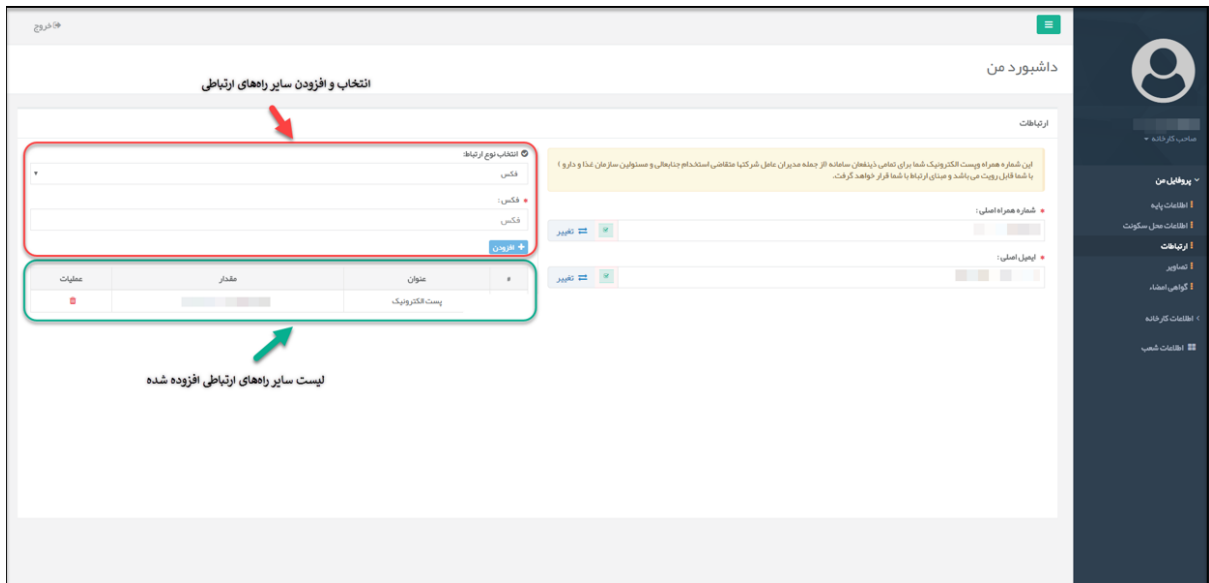 خروج
داشبورد من
انتخاب و افزودن سایر راه‌های ارتباطی
ارتباطات
صاحب کارخانه
پروفایل من
اطلاعات پایه
اطلاعات محل سکونت
ارتباطات
تصاویر
گواهی امضاء
اطلاعات کارخانه
اطلاعات شعب
این شماره همراه وپست الکترونیک شما برای تمامی ذینفعان سامانه (از جمله مدیران عامل شرکتها متقاضی استخدام جنابعالی و مسئولین سازمان غذا و دارو )
با شما قابل رویت می باشد و مبنای ارتباط با شما قرار خواهد گرفت.
* شماره همراه اصلی :
تغییر
* ایمیل اصلی :
تغییر
انتخاب نوع ارتباط:
فکس
* فکس :
فکس
+ افزودن
# عنوان مقدار عملیات
پست الکترونیک
لیست سایر راه‌های ارتباطی افزوده شده